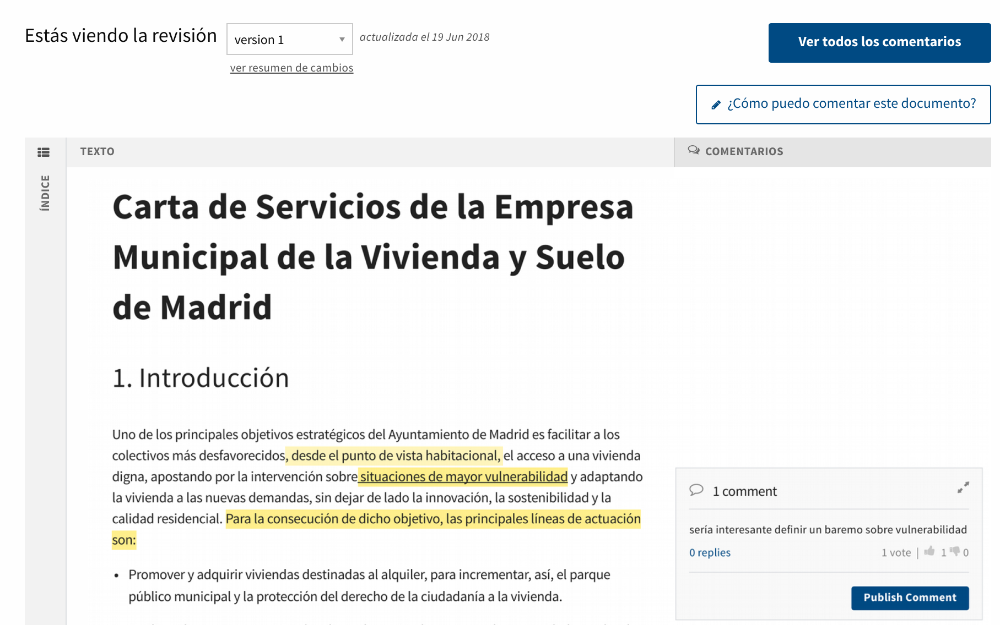 Estás viendo la revisión
version 1
actualizada el 19 Jun 2018
ver resumen de cambios
Ver todos los comentarios
¿Cómo puedo comentar este documento?
ÍNDICE
TEXTO
COMENTARIOS
Carta de Servicios de la Empresa
Municipal de la Vivienda y Suelo
de Madrid
1. Introducción
Uno de los principales objetivos estratégicos del Ayuntamiento de Madrid es facilitar a los
colectivos más desfavorecidos, desde el punto de vista habitacional, el acceso a una vivienda
digna, apostando por la intervención sobre situaciones de mayor vulnerabilidad y adaptando
la vivienda a las nuevas demandas, sin dejar de lado la innovación, la sostenibilidad y la
calidad residencial. Para la consecución de dicho objetivo, las principales líneas de actuación
son:
• Promover y adquirir viviendas destinadas al alquiler, para incrementar, así, el parque
público municipal y la protección del derecho de la ciudadanía a la vivienda.
1 comment
sería interesante definir un baremo sobre vulnerabilidad
0 replies
1 vote | 1 0
Publish Comment